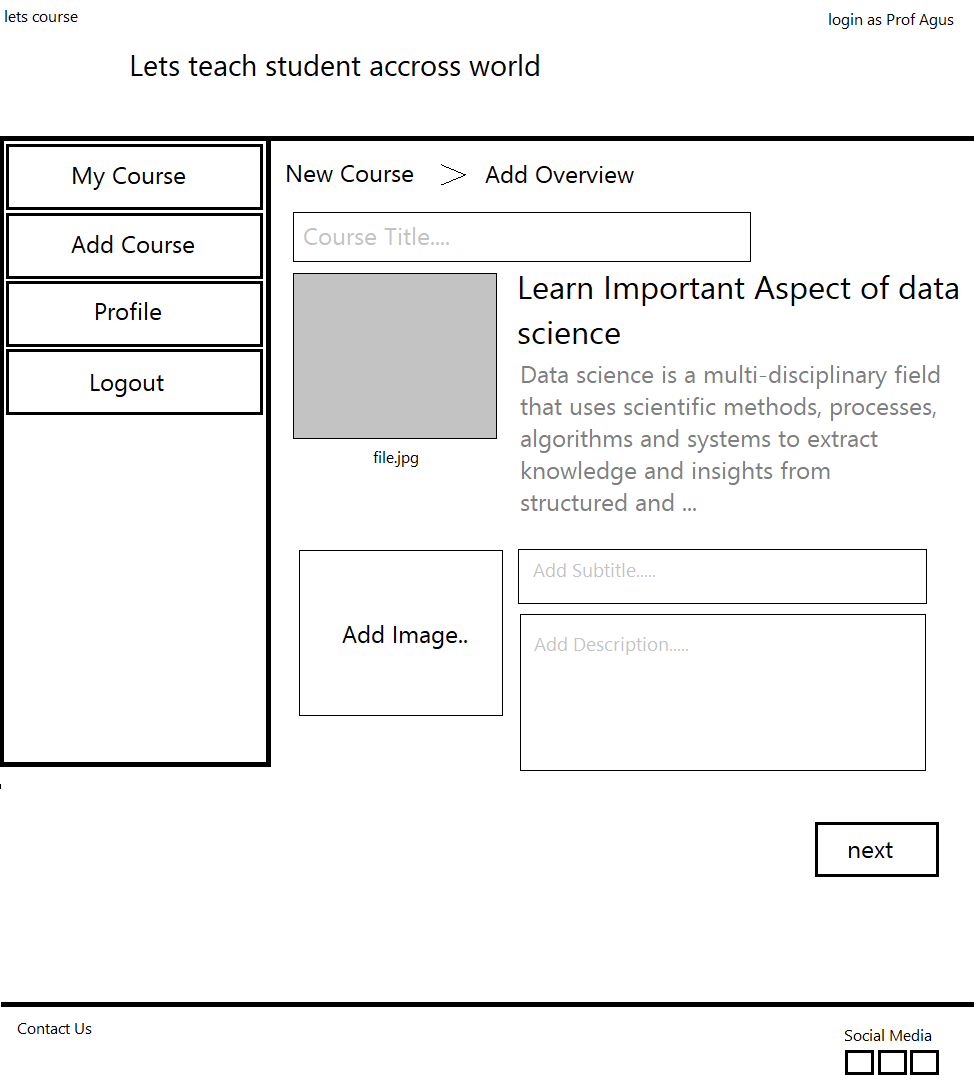 lets course
login as Prof Agus
Lets teach student accross world
My Course
Add Course
Profile
Logout
New Course > Add Overview
Course Title....
Learn Important Aspect of data
science
Data science is a multi-disciplinary field
that uses scientific methods, processes,
algorithms and systems to extract
knowledge and insights from
structured and ...
file.jpg
Add Image..
Add Subtitle.....
Add Description.....
next
Contact Us
Social Media